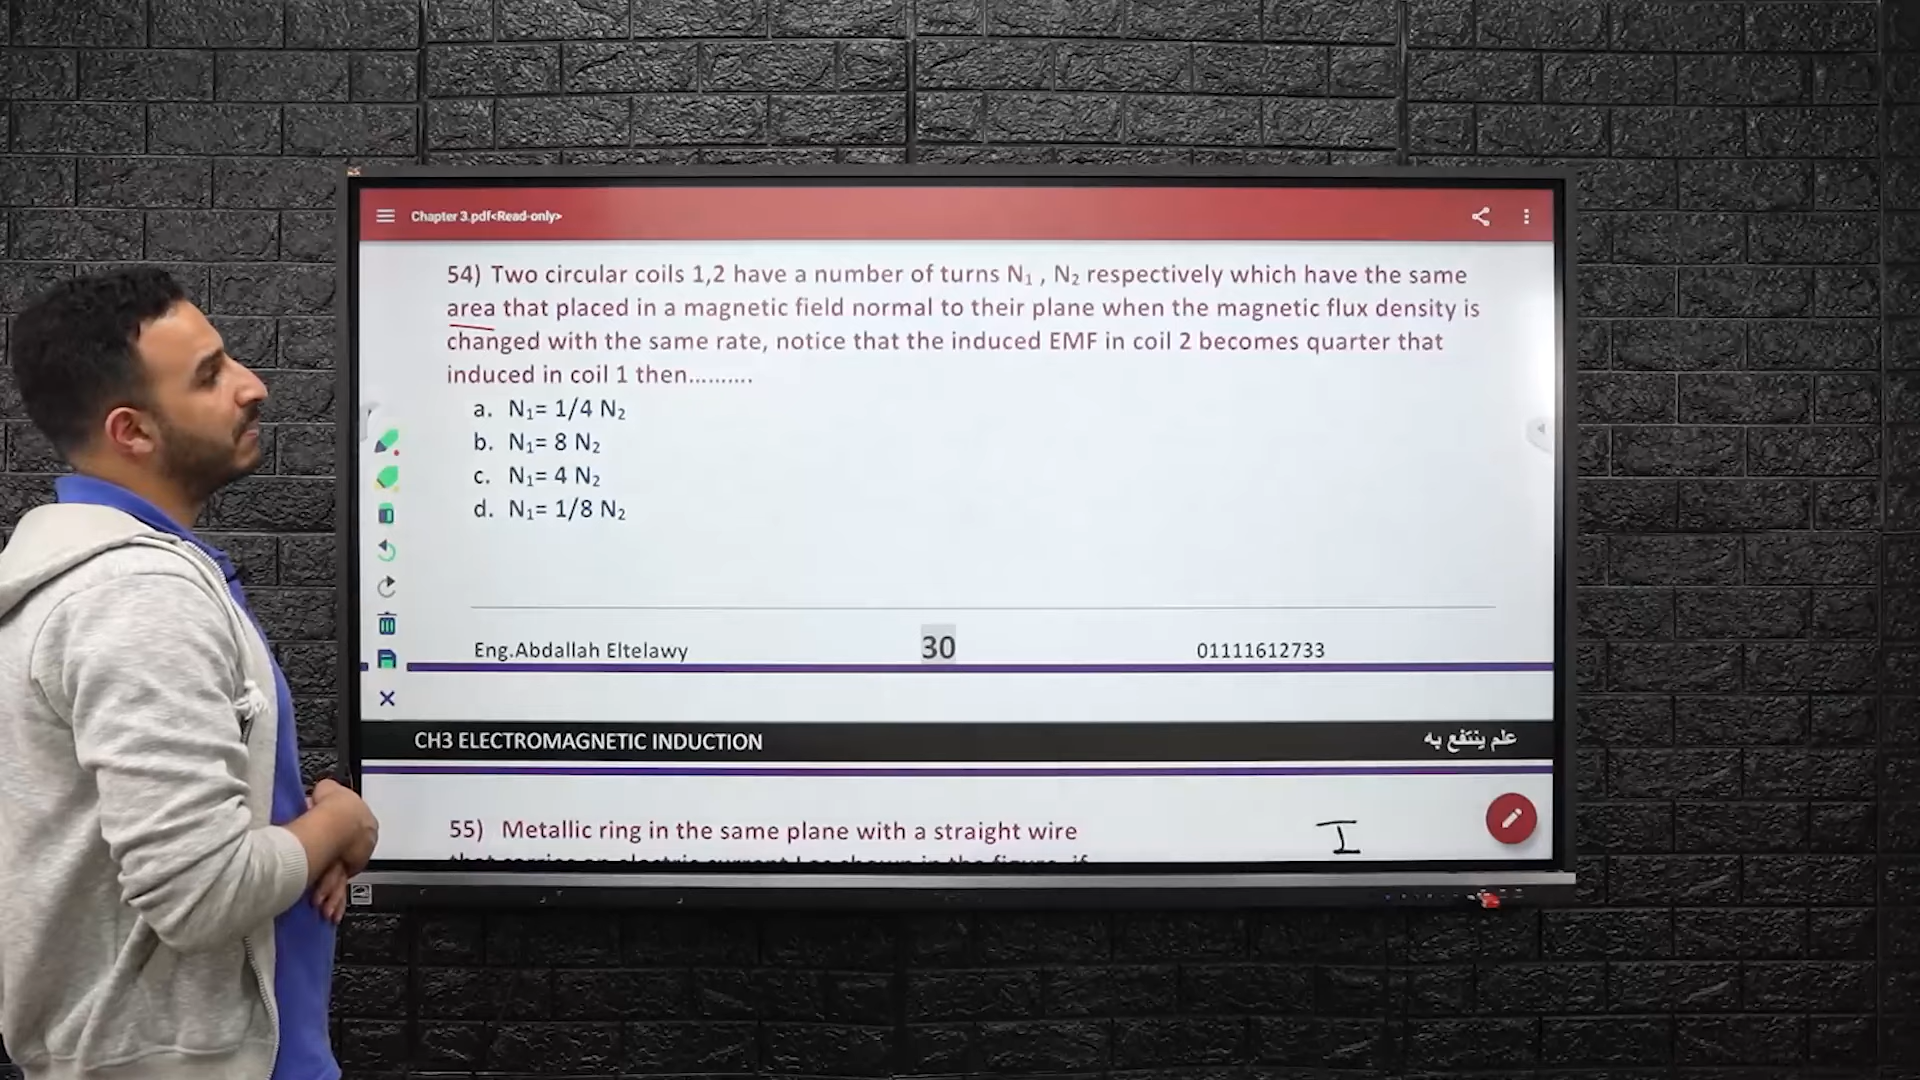 Chapter 3.pdf<Read-only>
54) Two circular coils 1,2 have a number of turns N₁ , N₂ respectively which have the same
area that placed in a magnetic field normal to their plane when the magnetic flux density is
changed with the same rate, notice that the induced EMF in coil 2 becomes quarter that
induced in coil 1 then..........
a. N₁= 1/4 N₂
b. N₁= 8 N₂
c. N₁= 4 N₂
d. N₁= 1/8 N₂
Eng.Abdallah Eltelawy 30 01111612733
CH3 ELECTROMAGNETIC INDUCTION علم ينتفع به
55) Metallic ring in the same plane with a straight wire
I